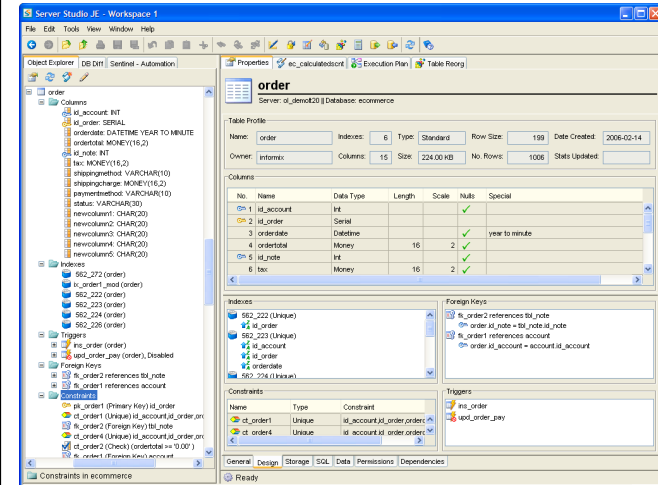 Server Studio JE - Workspace 1
File Edit Tools View Window Help
Object Explorer DB Diff Sentinel - Automation
order
Columns
id_account: INT
id_order: SERIAL
orderdate: DATETIME YEAR TO MINUTE
ordertotal: MONEY(16,2)
id_note: INT
tax: MONEY(16,2)
shippingmethod: VARCHAR(10)
shippingcharge: MONEY(16,2)
paymentmethod: VARCHAR(10)
status: VARCHAR(30)
newcolumn1: CHAR(20)
newcolumn2: CHAR(20)
newcolumn3: CHAR(20)
newcolumn4: CHAR(20)
newcolumn5: CHAR(20)
Indexes
562_272 (order)
ix_order1_mod (order)
562_222 (order)
562_223 (order)
562_224 (order)
562_226 (order)
Triggers
ins_order (order)
upd_order_pay (order), Disabled
Foreign Keys
fk_order2 references tbl_note
fk_order1 references account
Constraints
pk_order1 (Primary Key) id_order
ct_order1 (Unique) id_account,id_order,or
fk_order2 (Foreign Key) tbl_note
ct_order4 (Unique) id_account,id_order,or
ct_order2 (Check) (ordertotal >= '0.00' )
fk_order1 (Foreign Key) account
Constraints in ecommerce
Properties ec_calculatedscnt Execution Plan Table Reorg
order
Server: ol_demoit20 || Database: ecommerce
Table Profile
Name: order Indexes: 6 Type: Standard Row Size: 199 Date Created: 2006-02-14
Owner: informix Columns: 15 Size: 224.00 KB No. Rows: 1006 Stats Updated:
Columns
No. Name Data Type Length Scale Nulls Special
1 id_account Int
2 id_order Serial
3 orderdate Datetime year to minute
4 ordertotal Money 16 2
5 id_note Int
6 tax Money 16 2
Indexes
562_222 (Unique)
id_order
562_223 (Unique)
id_account
id_order
orderdate
562_224 (Unique)
Foreign Keys
fk_order2 references tbl_note
order.id_note = tbl_note.id_note
fk_order1 references account
order.id_account = account.id_account
Constraints
Name Type Constraint
ct_order1 Unique id_account,id_order,orderc
ct_order4 Unique id_account,id_order,orderc
Triggers
ins_order
upd_order_pay
General Design Storage SQL Data Permissions Dependencies
Ready